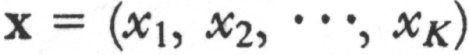 x = (x₁, x₂, ···, x_K)